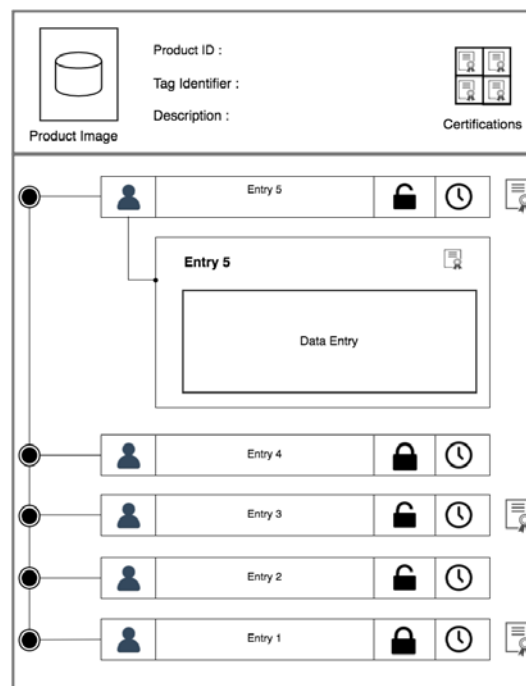 Product ID :
Tag Identifier :
Description :
Product Image
Certifications
Entry 5
Entry 5
Data Entry
Entry 4
Entry 3
Entry 2
Entry 1